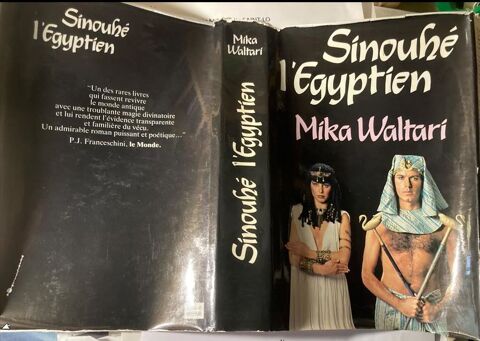 Sinouhé
l'Egyptien
"Un des rares livres
qui fassent revivre
le monde antique
avec une troublante magie divinatoire
et lui rendent l'évidence transparente
et familière du vécu.
Un admirable roman puissant et poétique..."
P.J. Franceschini, le Monde.
Mika
Waltari
Sinouhé l'Egyptien
Sinouhé
l'Egyptien
Mika Waltari